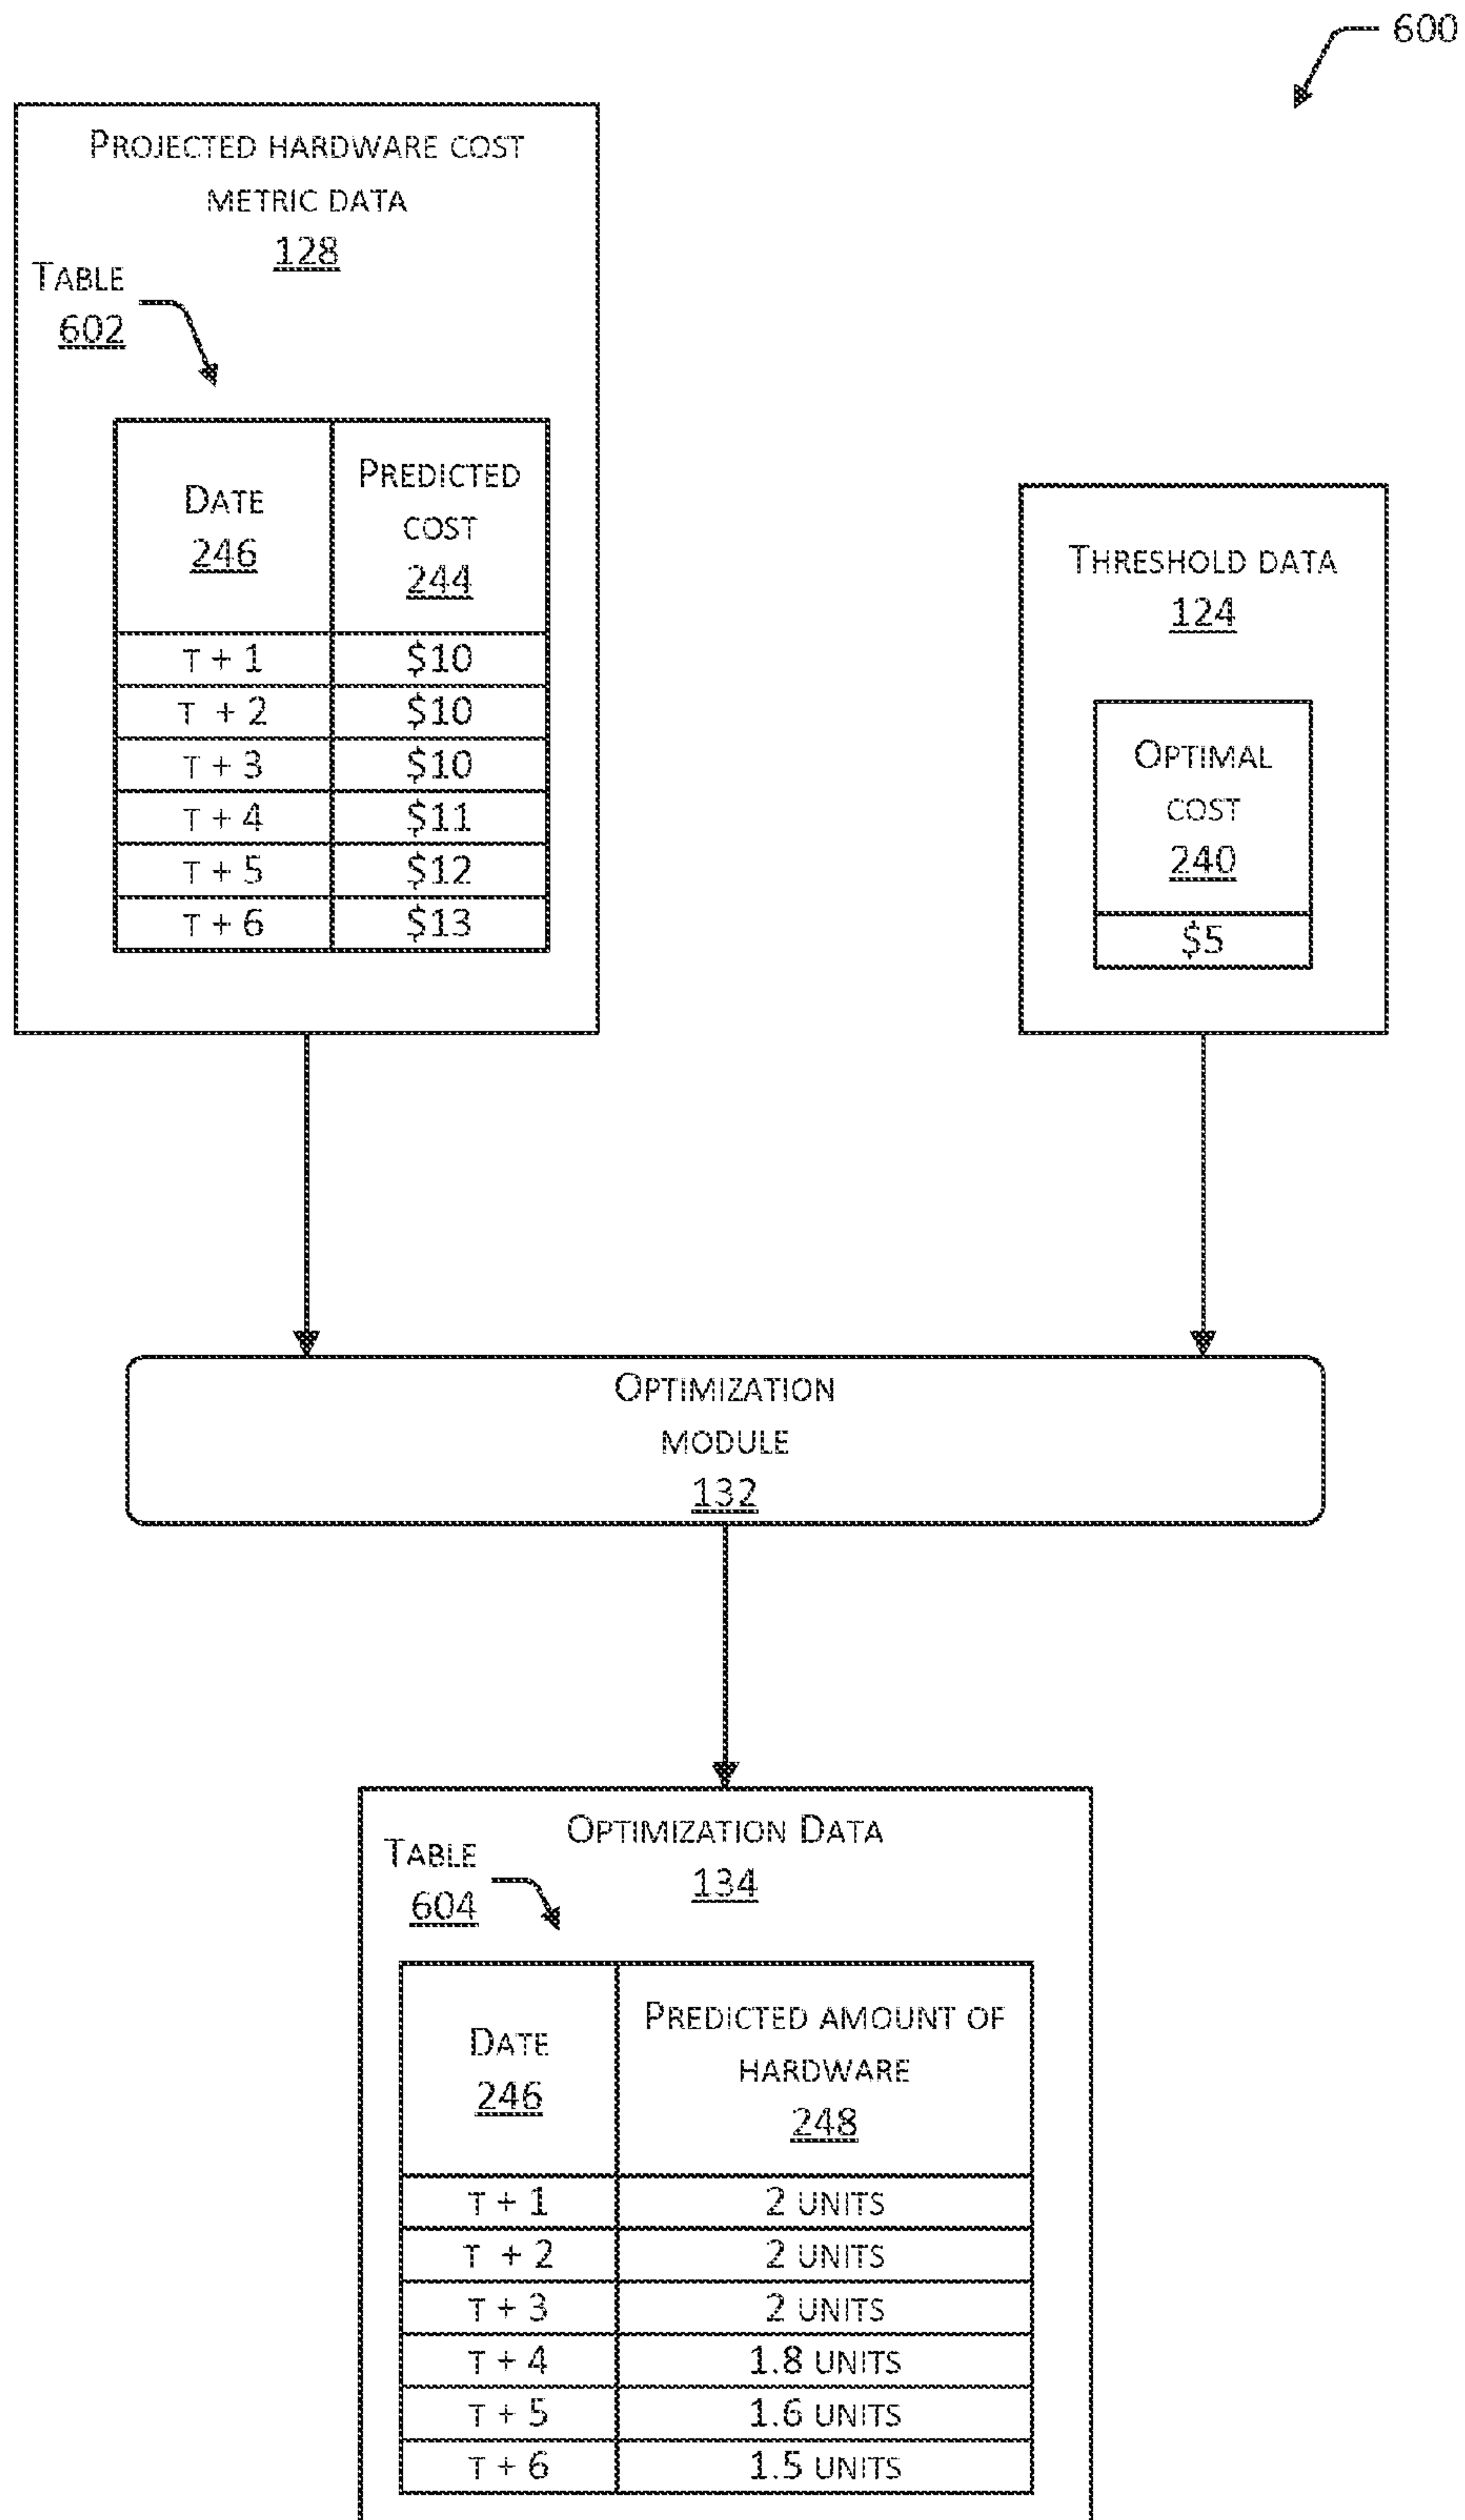 600
PROJECTED HARDWARE COST
METRIC DATA
128
TABLE
602
DATE
246
PREDICTED
COST
244
T + 1 $10
T + 2 $10
T + 3 $10
T + 4 $11
T + 5 $12
T + 6 $13
THRESHOLD DATA
124
OPTIMAL
COST
240
$5
OPTIMIZATION
MODULE
132
OPTIMIZATION DATA
134
TABLE
604
DATE
246
PREDICTED AMOUNT OF
HARDWARE
248
T + 1 2 UNITS
T + 2 2 UNITS
T + 3 2 UNITS
T + 4 1.8 UNITS
T + 5 1.6 UNITS
T + 6 1.5 UNITS